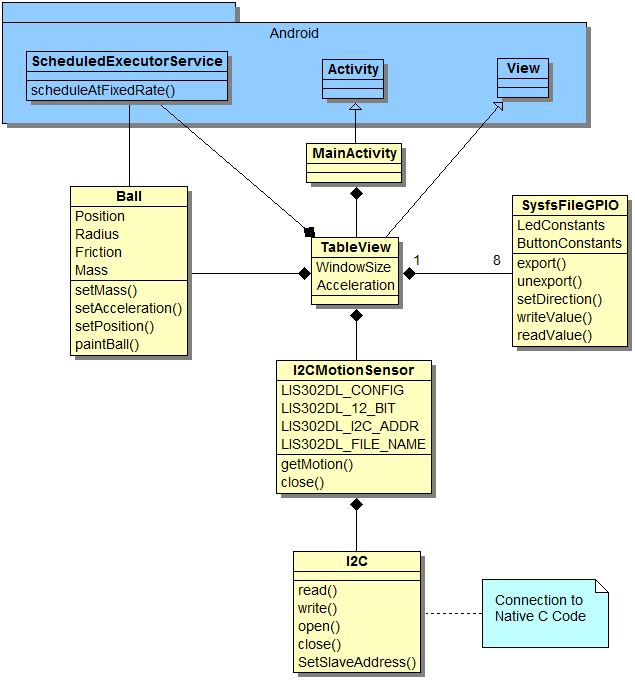 Android
ScheduledExecutorService
scheduleAtFixedRate()
Activity
View
MainActivity
Ball
Position
Radius
Friction
Mass
setMass()
setAcceleration()
setPosition()
paintBall()
TableView
WindowSize
Acceleration
1
8
SysfsFileGPIO
LedConstants
ButtonConstants
export()
unexport()
setDirection()
writeValue()
readValue()
I2CMotionSensor
LIS302DL_CONFIG
LIS302DL_12_BIT
LIS302DL_I2C_ADDR
LIS302DL_FILE_NAME
getMotion()
close()
I2C
read()
write()
open()
close()
SetSlaveAddress()
Connection to
Native C Code